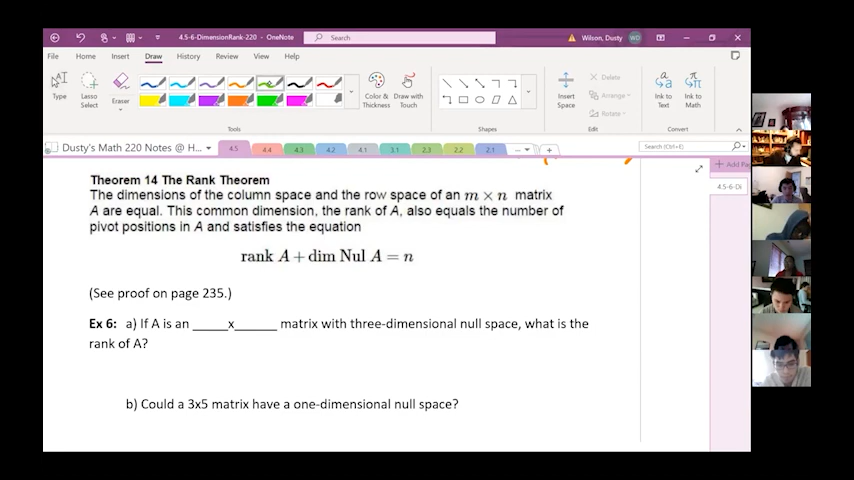 4.5-6-DimensionRank-220 - OneNote
Search
Wilson, Dusty
WD
File Home Insert Draw History Review View Help
Type
Lasso Select
Eraser
Color & Thickness
Draw with Touch
Insert Space
Delete
Arrange
Rotate
Ink to Text
Ink to Math
Tools
Shapes
Edit
Convert
Dusty's Math 220 Notes @ H...
4.5 4.4 4.3 4.2 4.1 3.1 2.3 2.2 2.1
Search (Ctrl+E)
Add Pa
4.5-6-Di
Theorem 14 The Rank Theorem
The dimensions of the column space and the row space of an m × n matrix
A are equal. This common dimension, the rank of A, also equals the number of
pivot positions in A and satisfies the equation
rank A + dim Nul A = n
(See proof on page 235.)
Ex 6: a) If A is an _____x______ matrix with three-dimensional null space, what is the
rank of A?
b) Could a 3x5 matrix have a one-dimensional null space?